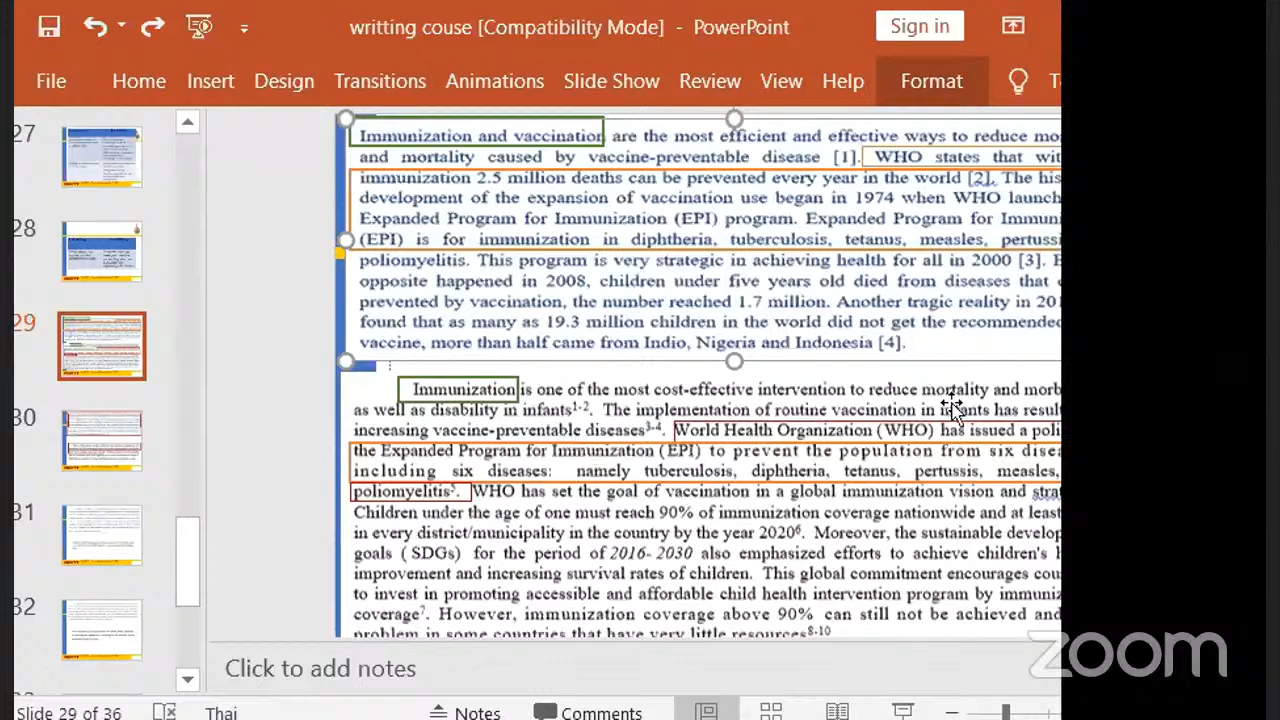 writting couse [Compatibility Mode] - PowerPoint
Sign in
File Home Insert Design Transitions Animations Slide Show Review View Help Format T
27
28
29
30
31
32
Immunization and vaccination are the most efficient and effective ways to reduce mor
and mortality caused by vaccine-preventable disease [1] WHO states that wit
immunization 2.5 million deaths can be prevented every year in the world [2]. The his
development of the expansion of vaccination use began in 1974 when WHO launch
Expanded Program for Immunization (EPI) program. Expanded Program for Immuni
(EPI) is for immunization in diphtheria, tuberculosis, tetanus, measles, pertussi
poliomyelitis. This program is very strategic in achieving health for all in 2000 [3]. B
opposite happened in 2008, children under five years old died from diseases that c
prevented by vaccination, the number reached 1.7 million. Another tragic reality in 201
found that as many as 19.3 million children in the world did not get the recommended
vaccine, more than half came from Indio, Nigeria and Indonesia [4].
Immunization is one of the most cost-effective intervention to reduce mortality and morb
as well as disability in infants1-2. The implementation of routine vaccination in infants has result
increasing vaccine-preventable diseases3-4. World Health Organization (WHO) has issued a poli
an Expanded Program for Immunization (EPI) to prevent population from six disea
including six diseases: namely tuberculosis, diphtheria, tetanus, pertussis, measles,
poliomyelitis5. WHO has set the goal of vaccination in a global immunization vision and strat
Children under the age of one must reach 90% of immunization coverage nationwide and at least
in every district/municipality in the country by the year 20206. Moreover, the sustainable develop
goals (SDGs) for the period of 2016-2030 also emphasized efforts to achieve children's h
improvement and increasing survival rates of children. This global commitment encourages cou
to invest in promoting accessible and affordable child health intervention program by immuniz
coverage7. However, immunization coverage above 90% can still not be achieved and
problem in some countries that have very little resources8-10
Click to add notes
zoom
Slide 29 of 36 Thai Notes Comments